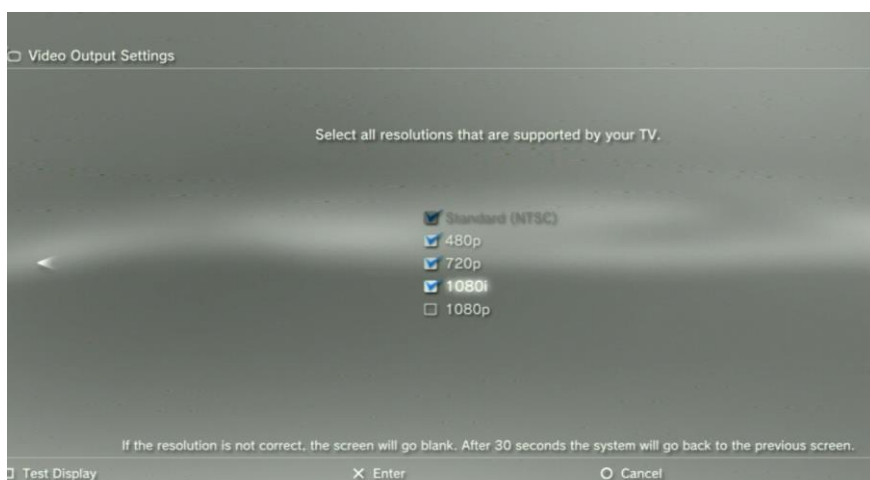 Video Output Settings
Select all resolutions that are supported by your TV.
Standard (NTSC)
480p
720p
1080i
1080p
If the resolution is not correct, the screen will go blank. After 30 seconds the system will go back to the previous screen.
Test Display
Enter
Cancel